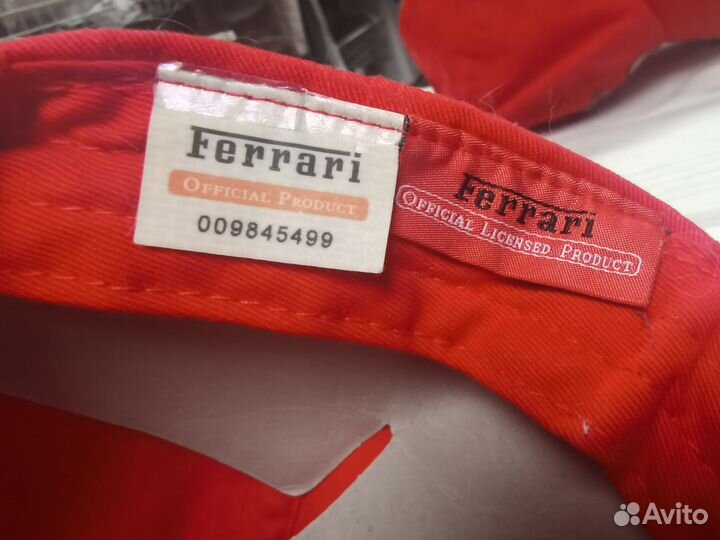 Ferrari
OFFICIAL PRODUCT
009845499
Ferrari
OFFICIAL LICENSED PRODUCT
Avito